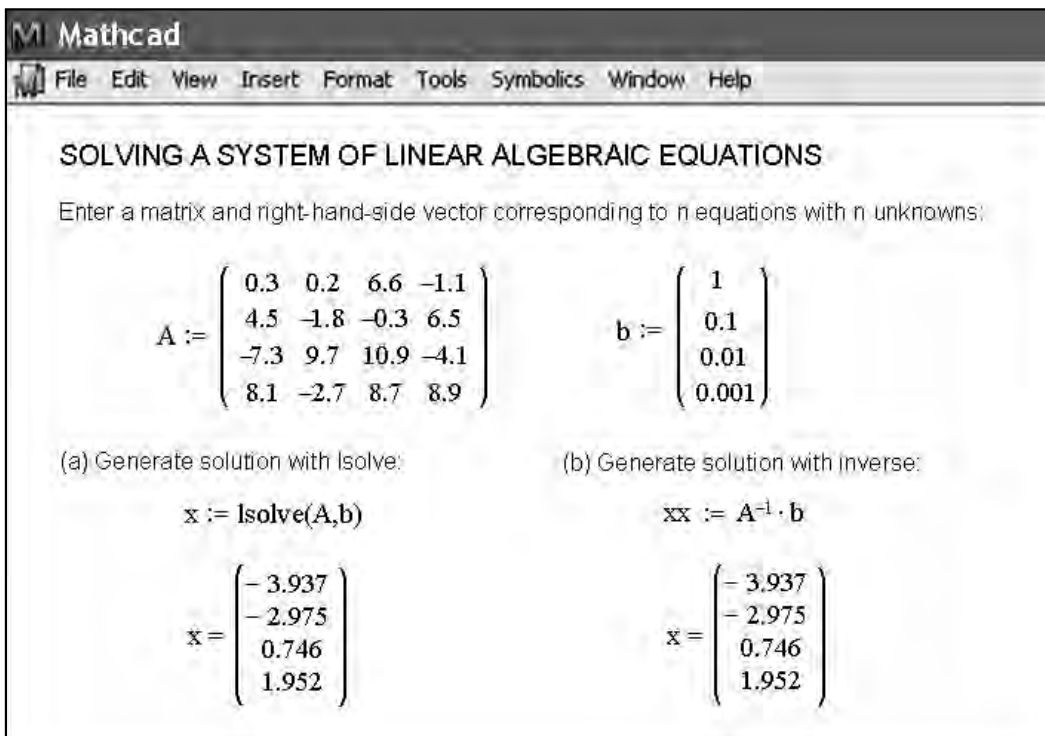 Mathcad
File Edit View Insert Format Tools Symbolics Window Help
SOLVING A SYSTEM OF LINEAR ALGEBRAIC EQUATIONS
Enter a matrix and right-hand-side vector corresponding to n equations with n unknowns:
A := ( 0.3 0.2 6.6 –1.1
4.5 –1.8 –0.3 6.5
–7.3 9.7 10.9 –4.1
8.1 –2.7 8.7 8.9 )
b := ( 1
0.1
0.01
0.001 )
(a) Generate solution with lsolve:
x := lsolve(A,b)
x = ( – 3.937
– 2.975
0.746
1.952 )
(b) Generate solution with inverse:
xx := A⁻¹ · b
x = ( – 3.937
– 2.975
0.746
1.952 )